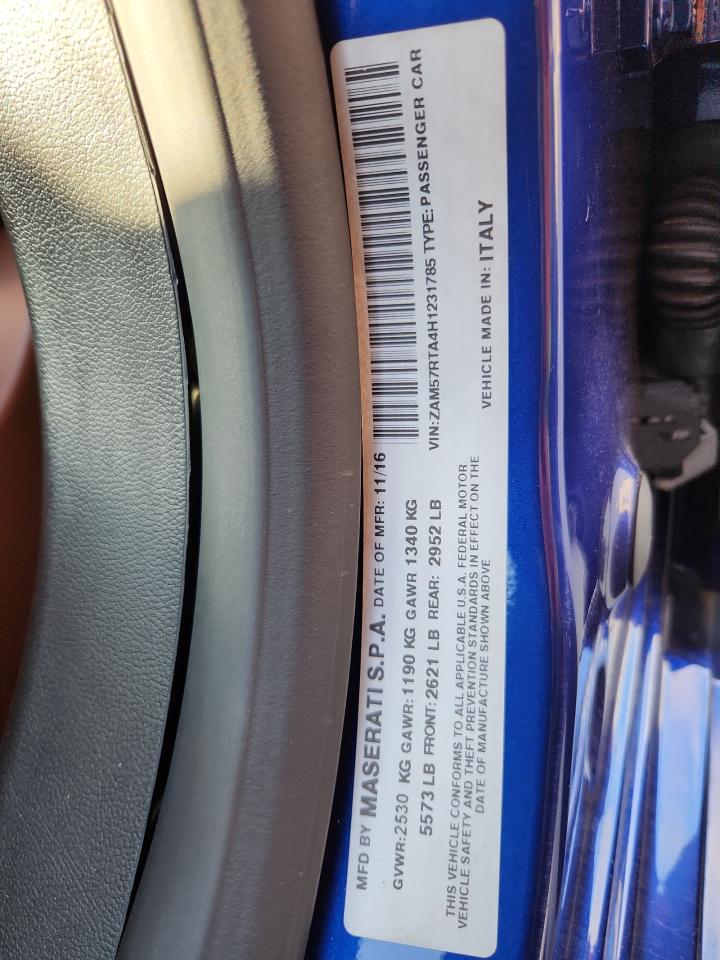 MFD BY MASERATI S.P.A. DATE OF MFR: 11/16
GVWR:2530 KG GAWR:1190 KG GAWR 1340 KG
5573 LB FRONT:2621 LB REAR: 2952 LB
VIN:ZAM57RTA4H1231785 TYPE:PASSENGER CAR
THIS VEHICLE CONFORMS TO ALL APPLICABLE U.S.A. FEDERAL MOTOR
VEHICLE SAFETY AND THEFT PREVENTION STANDARDS IN EFFECT ON THE
DATE OF MANUFACTURE SHOWN ABOVE
VEHICLE MADE IN: ITALY